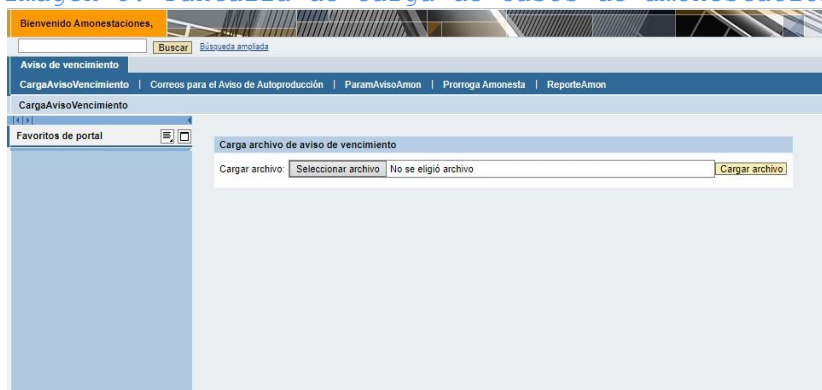 Bienvenido Amonestaciones,
Buscar Búsqueda ampliada
Aviso de vencimiento
CargaAvisoVencimiento | Correos para el Aviso de Autoproducción | ParamAvisoAmon | Prorroga Amonesta | ReporteAmon
CargaAvisoVencimiento
Favoritos de portal
Carga archivo de aviso de vencimiento
Cargar archivo: Seleccionar archivo No se eligió archivo Cargar archivo